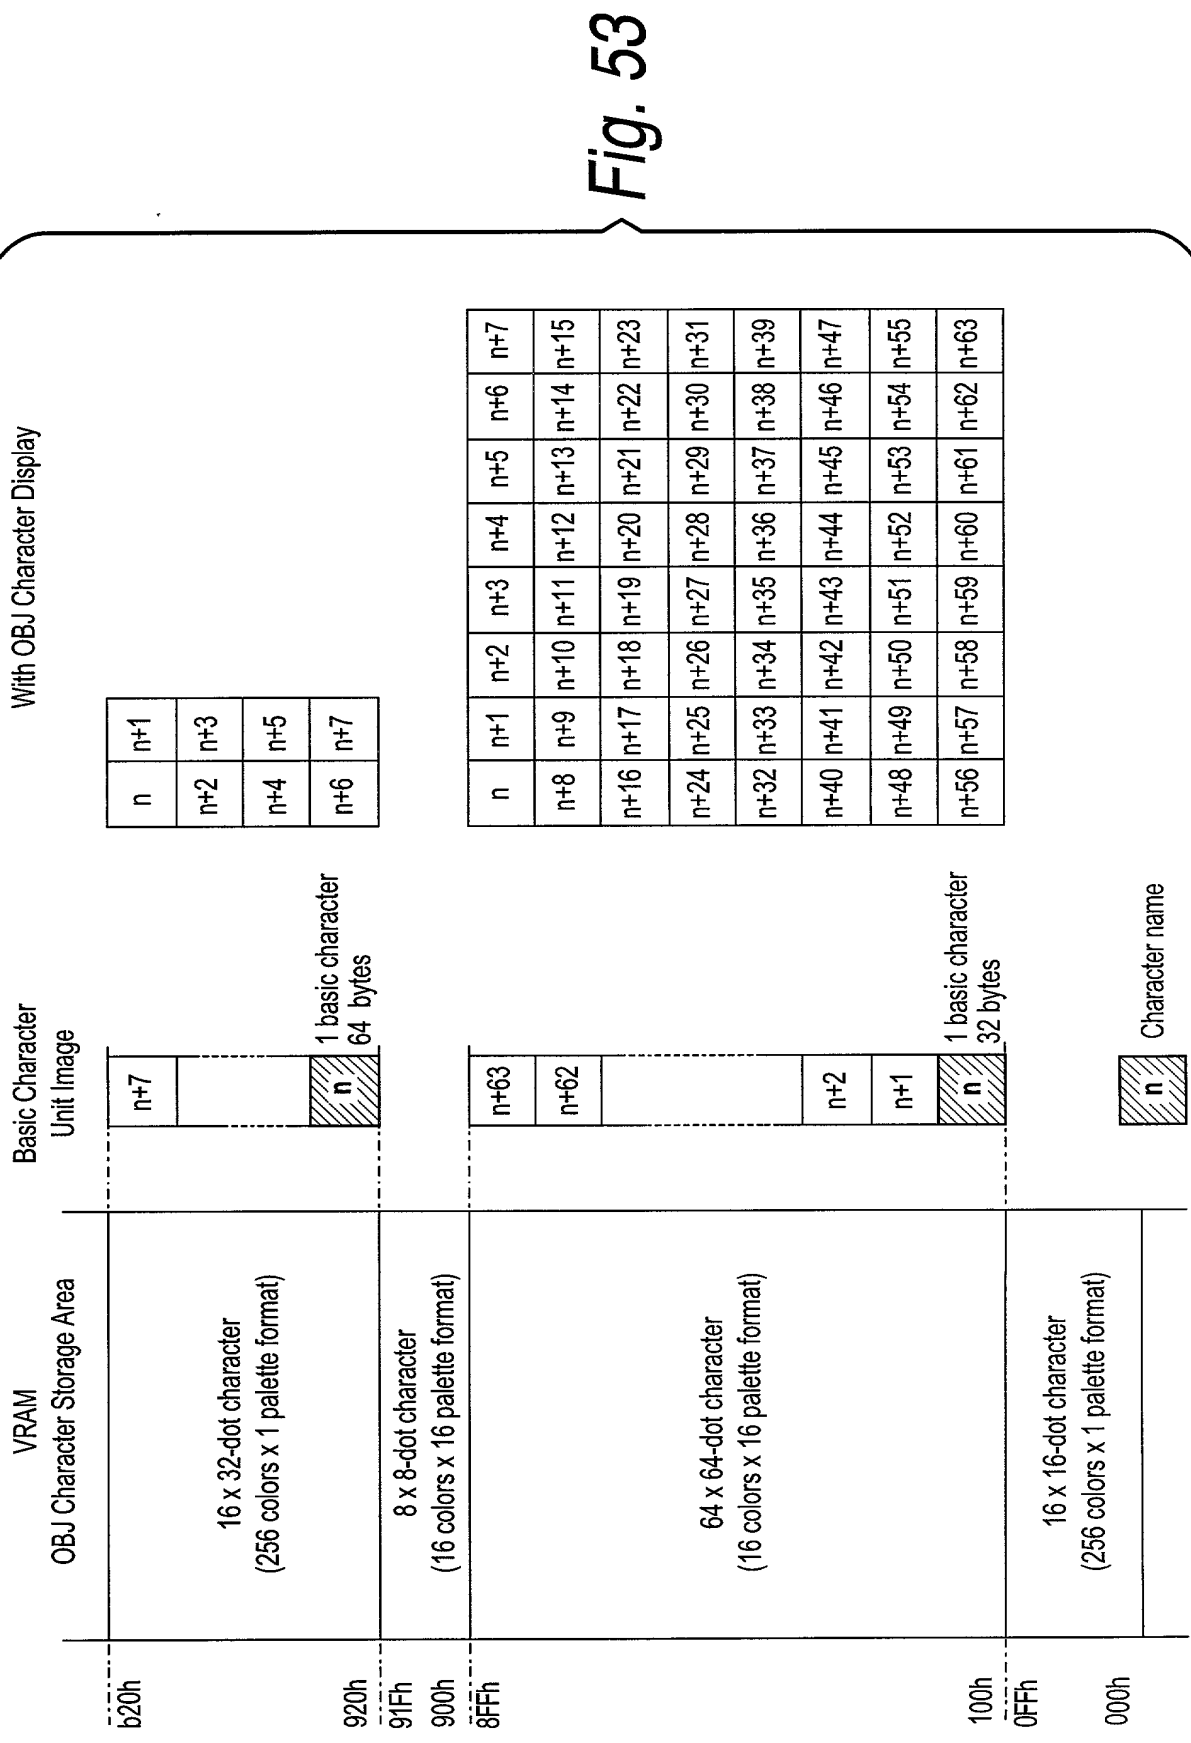 VRAM
OBJ Character Storage Area
Basic Character
Unit Image
With OBJ Character Display
b20h
920h
91Fh
900h
8FFh
100h
0FFh
000h
16 x 32-dot character
(256 colors x 1 palette format)
8 x 8-dot character
(16 colors x 16 palette format)
64 x 64-dot character
(16 colors x 16 palette format)
16 x 16-dot character
(256 colors x 1 palette format)
n+7
n
1 basic character
64 bytes
n+63
n+62
n+2
n+1
n
1 basic character
32 bytes
n
Character name
n n+1
n+2 n+3
n+4 n+5
n+6 n+7
n n+1 n+2 n+3 n+4 n+5 n+6 n+7
n+8 n+9 n+10 n+11 n+12 n+13 n+14 n+15
n+16 n+17 n+18 n+19 n+20 n+21 n+22 n+23
n+24 n+25 n+26 n+27 n+28 n+29 n+30 n+31
n+32 n+33 n+34 n+35 n+36 n+37 n+38 n+39
n+40 n+41 n+42 n+43 n+44 n+45 n+46 n+47
n+48 n+49 n+50 n+51 n+52 n+53 n+54 n+55
n+56 n+57 n+58 n+59 n+60 n+61 n+62 n+63
Fig. 53